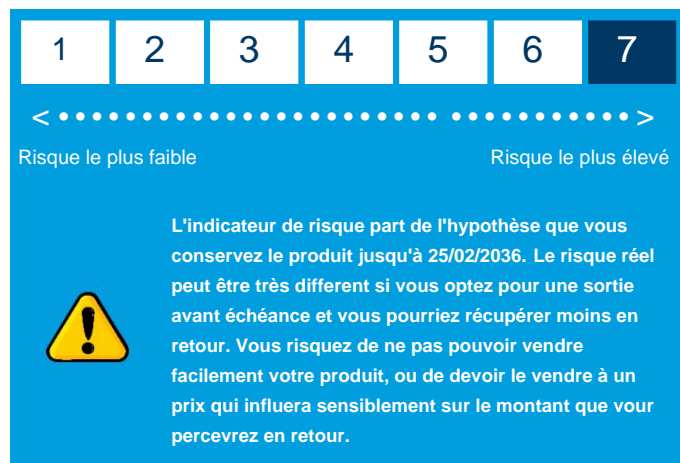 1 2 3 4 5 6 7
< >
Risque le plus faible Risque le plus élevé
L'indicateur de risque part de l'hypothèse que vous
conservez le produit jusqu'à 25/02/2036. Le risque réel
peut être très different si vous optez pour une sortie
avant échéance et vous pourriez récupérer moins en
retour. Vous risquez de ne pas pouvoir vendre
facilement votre produit, ou de devoir le vendre à un
prix qui influera sensiblement sur le montant que vour
percevrez en retour.